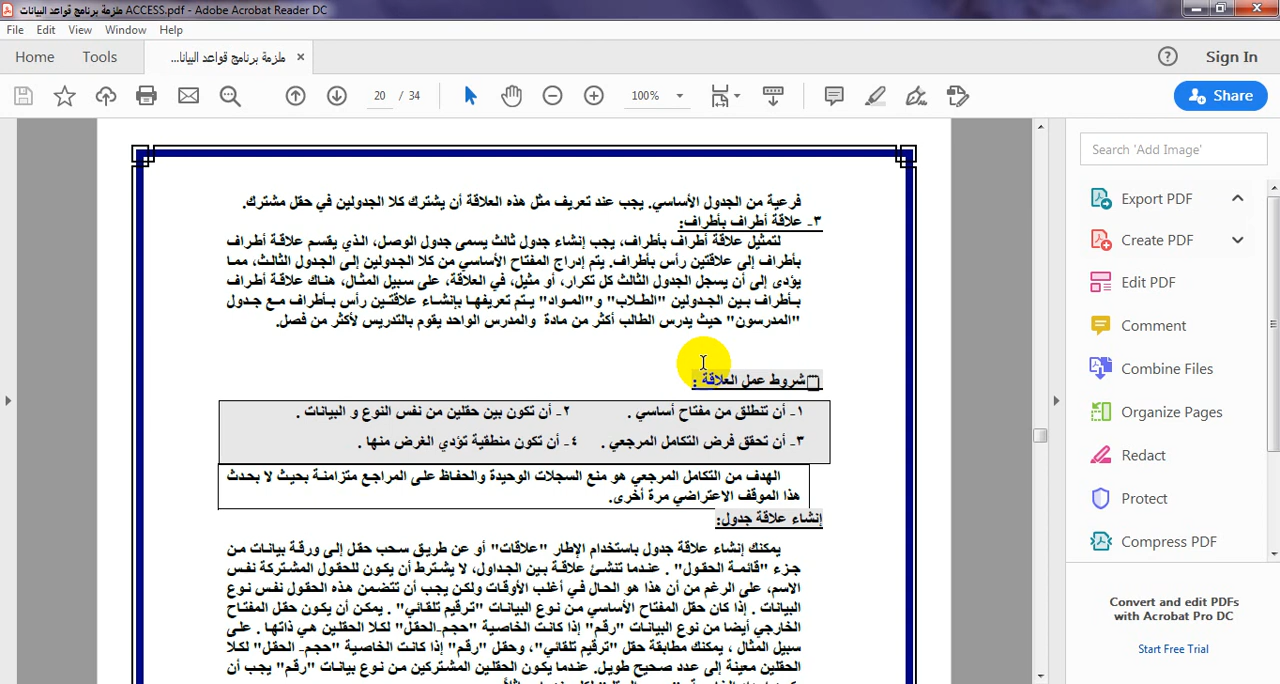 ملزمة برنامج قواعد البيانات ACCESS.pdf - Adobe Acrobat Reader DC
File Edit View Window Help
Home Tools ملزمة برنامج قواعد البيانا... × Sign In
20 / 34 100% Share
Search 'Add Image'
Export PDF
Create PDF
Edit PDF
Comment
Combine Files
Organize Pages
Redact
Protect
Compress PDF
Convert and edit PDFs
with Acrobat Pro DC
Start Free Trial
فرعية من الجدول الأساسي. يجب عند تعريف مثل هذه العلاقة أن يشترك كلا الجدولين في حقل مشترك.
٣- علاقة أطراف بأطراف:
لتمثيل علاقة أطراف بأطراف، يجب إنشاء جدول ثالث يسمى جدول الوصل، الذي يقسم علاقة أطراف
بأطراف إلى علاقتين رأس بأطراف. يتم إدراج المفتاح الأساسي من كلا الجدولين إلى الجدول الثالث، مما
يؤدى إلى أن يسجل الجدول الثالث كل تكرار، أو مثيل، في العلاقة، على سبيل المثال، هناك علاقة أطراف
بأطراف بين الجدولين "الطلاب" و"المواد" يتم تعريفها بإنشاء علاقتين رأس بأطراف مع جدول
"المدرسون" حيث يدرس الطالب أكثر من مادة والمدرس الواحد يقوم بالتدريس لأكثر من فصل.
شروط عمل العلاقة :
١- أن تنطلق من مفتاح أساسي . ٢- أن تكون بين حقلين من نفس النوع و البيانات .
٣- أن تحقق فرض التكامل المرجعي . ٤- أن تكون منطقية تؤدي الغرض منها .
الهدف من التكامل المرجعي هو منع السجلات الوحيدة والحفاظ على المراجع متزامنة بحيث لا يحدث
هذا الموقف الاعتراضي مرة أخرى.
إنشاء علاقة جدول:
يمكنك إنشاء علاقة جدول باستخدام الإطار "علاقات" أو عن طريق سحب حقل إلى ورقة بيانات من
جزء "قائمة الحقول" . عندما تنشئ علاقة بين الجداول، لا يشترط أن يكون للحقول المشتركة نفس
الاسم، على الرغم من أن هذا هو الحال في أغلب الأوقات ولكن يجب أن تتضمن هذه الحقول نفس نوع
البيانات . إذا كان حقل المفتاح الأساسي من نوع البيانات "ترقيم تلقائي" . يمكن أن يكون حقل المفتاح
الخارجي أيضا من نوع البيانات "رقم" إذا كانت الخاصية "حجم_الحقل" لكلا الحقلين هي ذاتها . على
سبيل المثال ، يمكنك مطابقة حقل "ترقيم تلقائي"، وحقل "رقم" إذا كانت الخاصية "حجم_ الحقل" لكلا
الحقلين معينة إلى عدد صحيح طويل. عندما يكون الحقلين المشتركين من نوع بيانات "رقم" يجب أن